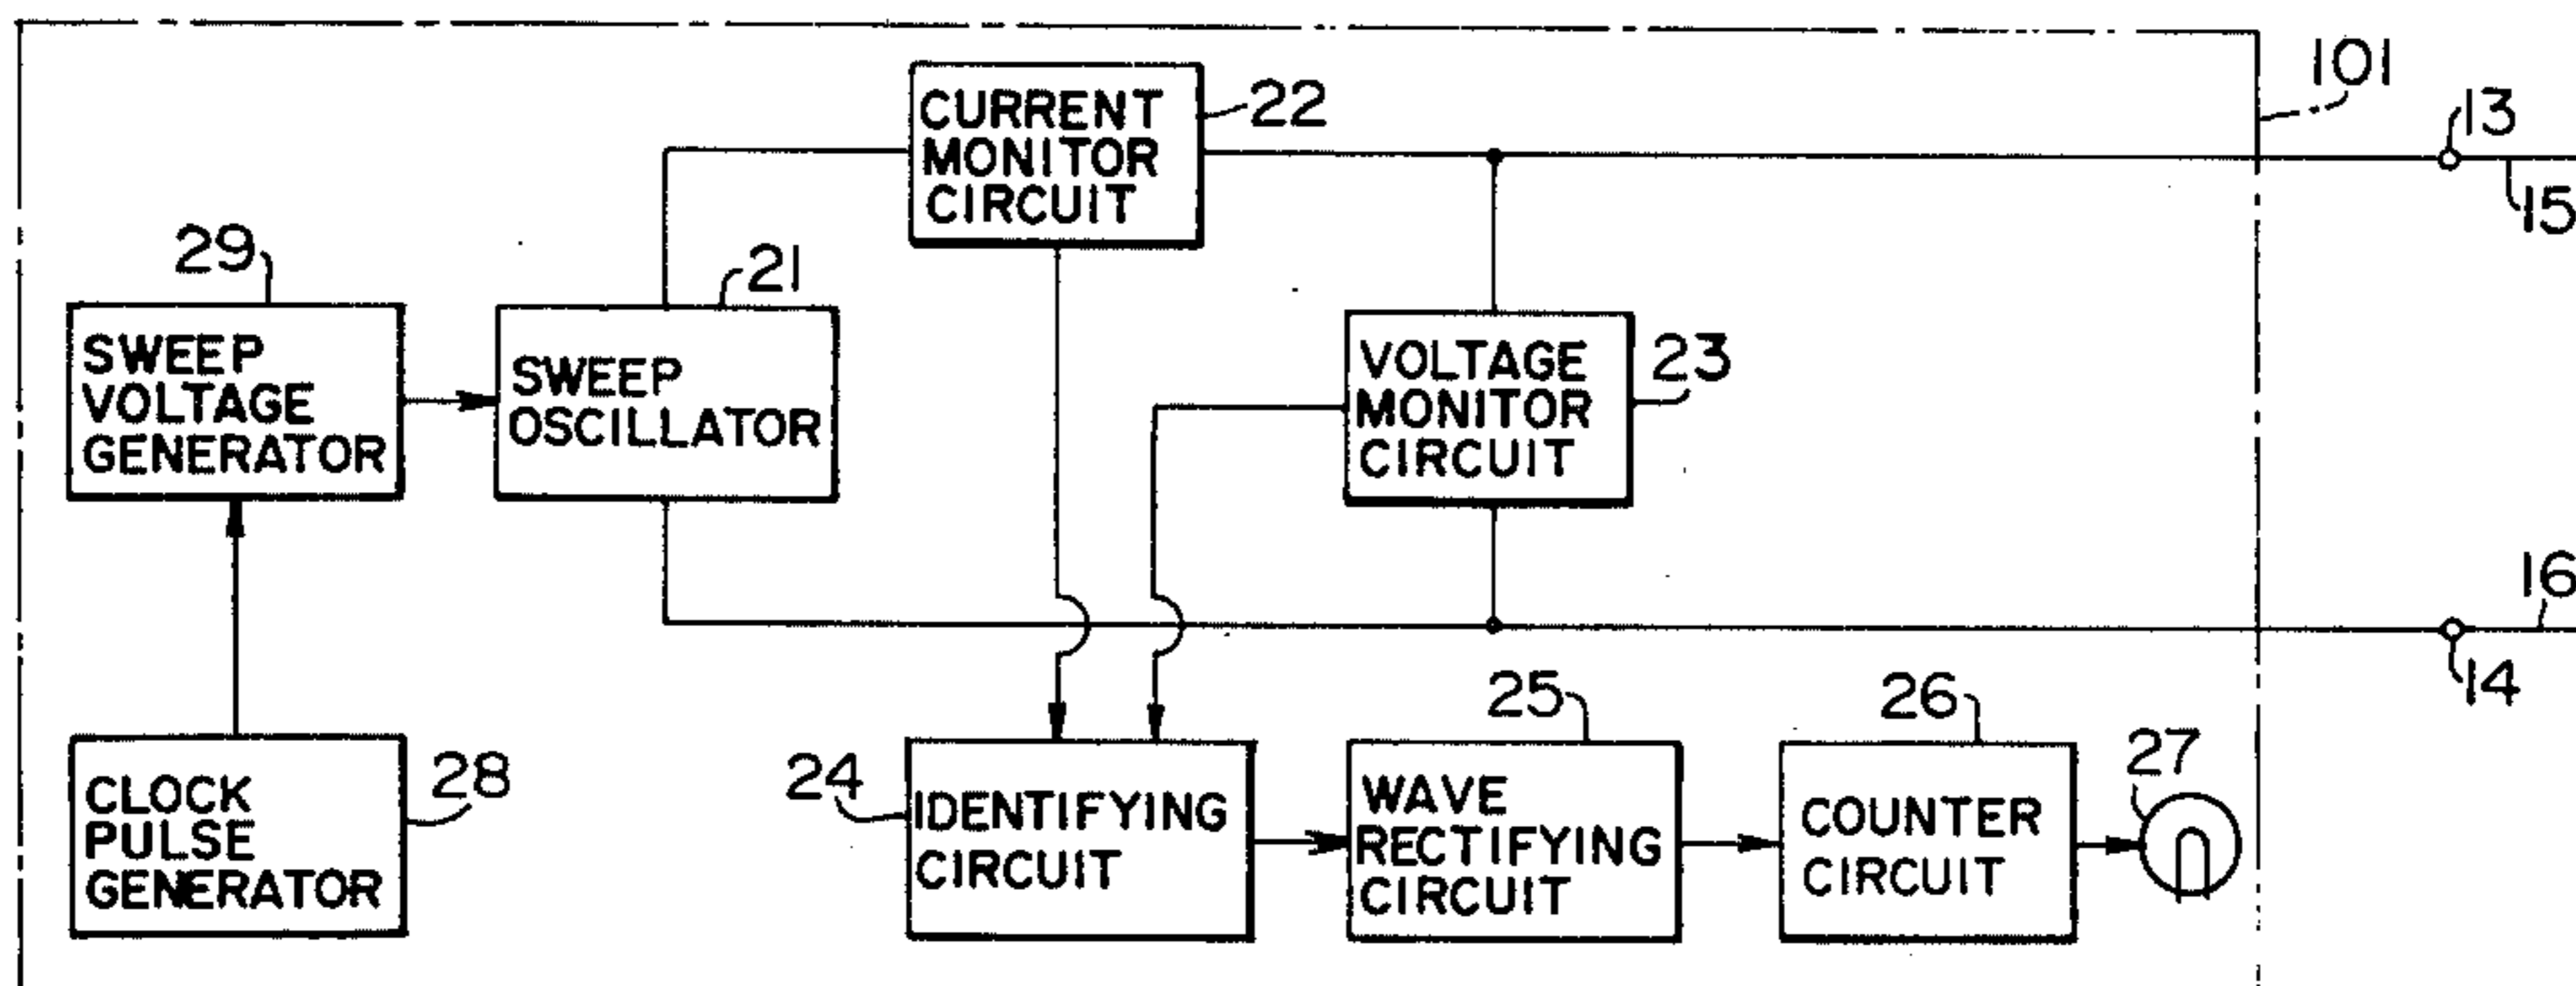 101
CURRENT
MONITOR
CIRCUIT
22
13
15
29
SWEEP
VOLTAGE
GENERATOR
21
SWEEP
OSCILLATOR
VOLTAGE
MONITOR
CIRCUIT
23
16
14
CLOCK
PULSE
GENERATOR
28
24
IDENTIFYING
CIRCUIT
25
WAVE
RECTIFYING
CIRCUIT
26
COUNTER
CIRCUIT
27